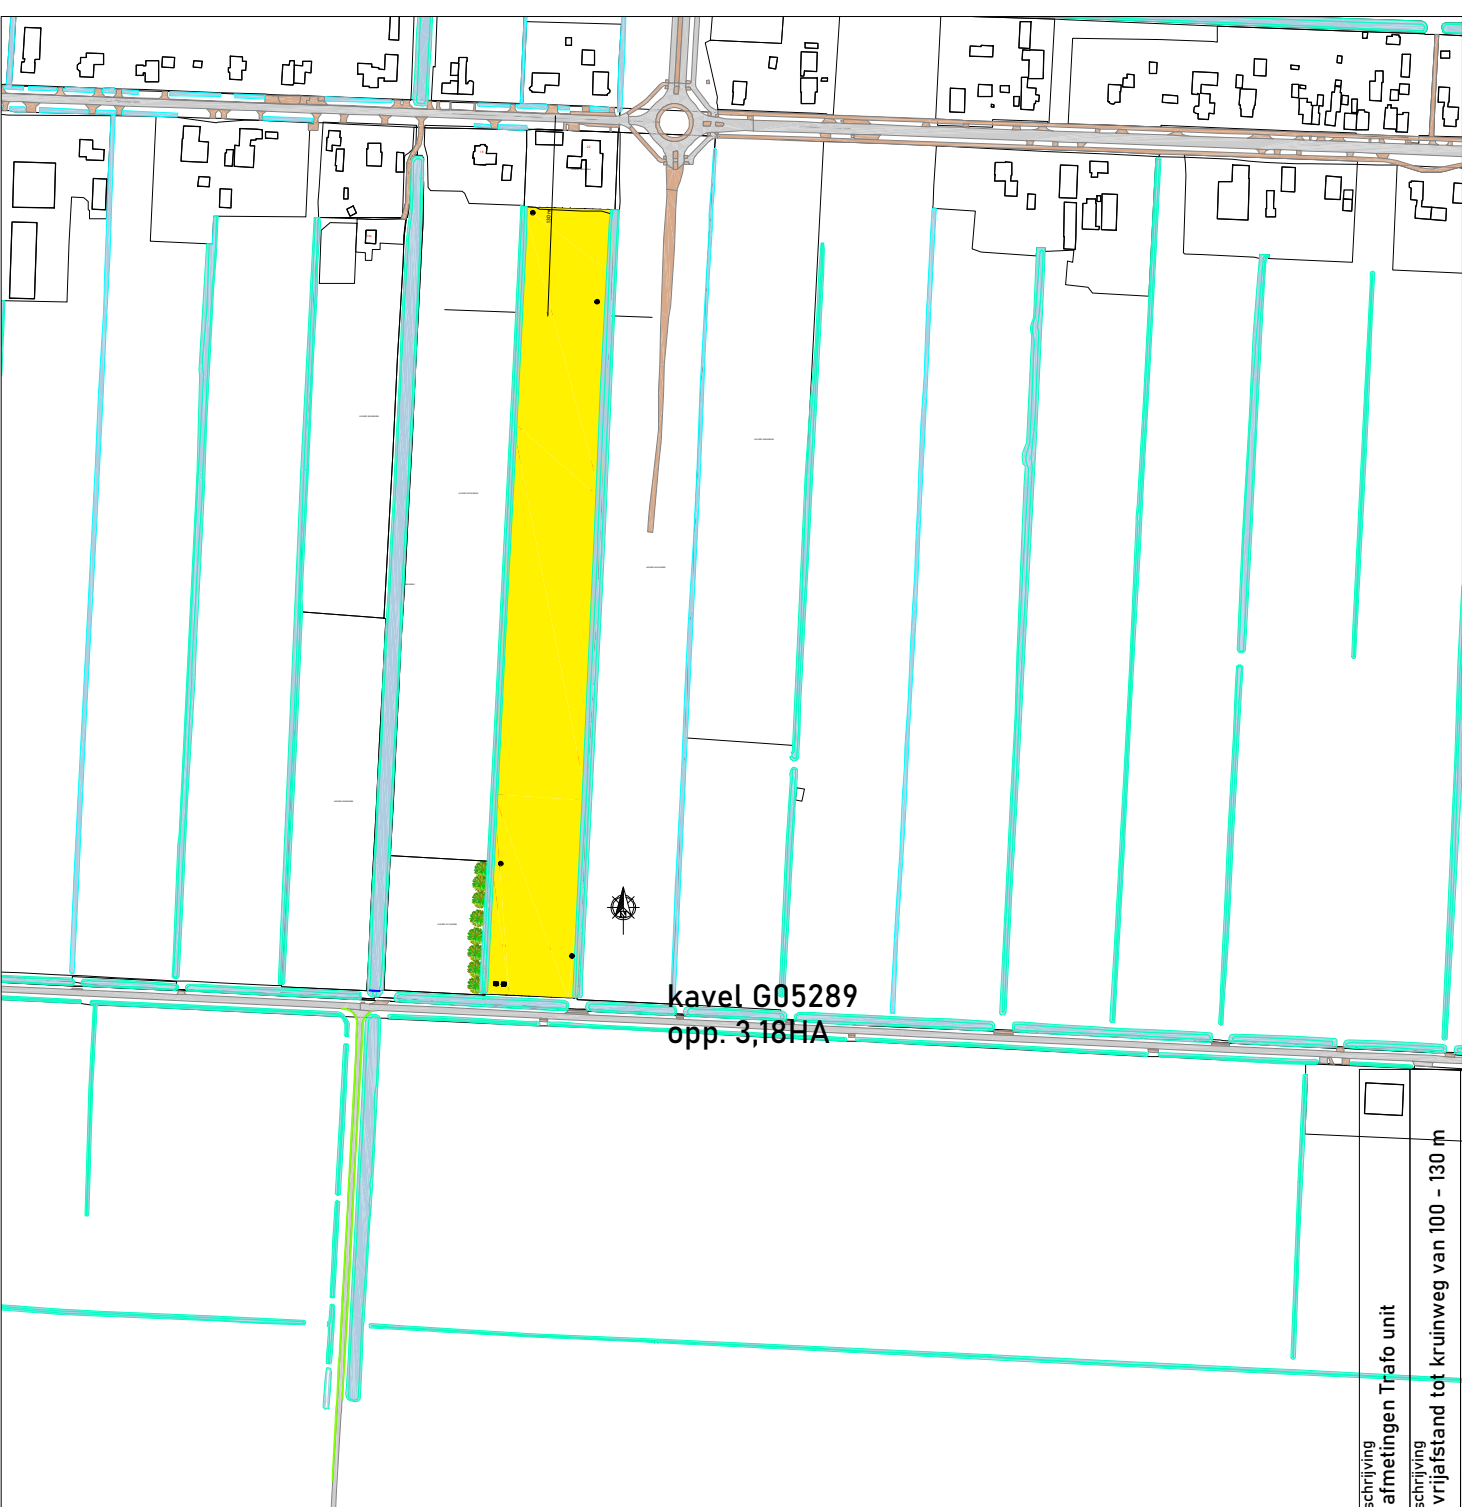 kavel G05289
opp. 3,18HA
schrijving
afmetingen Trafo unit
schrijving
vrijafstand tot kruinweg van 100 - 130 m